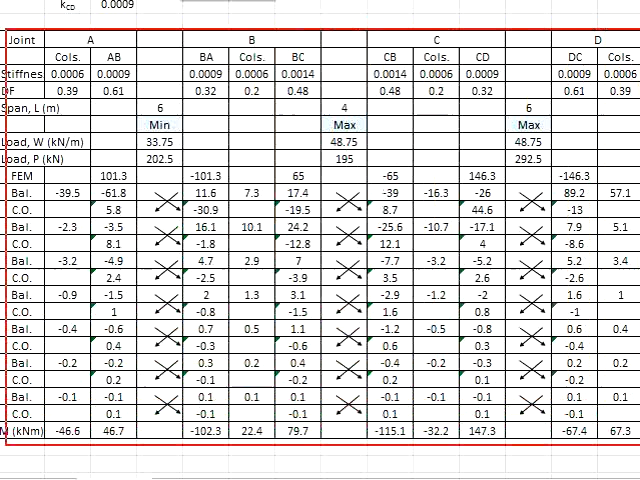 kCD 0.0009
Joint A B C D
Cols. AB BA Cols. BC CB Cols. CD DC Cols.
Stiffness 0.0006 0.0009 0.0009 0.0006 0.0014 0.0014 0.0006 0.0009 0.0009 0.0006
DF 0.39 0.61 0.32 0.2 0.48 0.48 0.2 0.32 0.61 0.39
Span, L (m) 6 4 6
Min Max Max
Load, W (kN/m) 33.75 48.75 48.75
Load, P (kN) 202.5 195 292.5
FEM 101.3 -101.3 65 -65 146.3 -146.3
Bal. -39.5 -61.8 11.6 7.3 17.4 -39 -16.3 -26 89.2 57.1
C.O. 5.8 -30.9 -19.5 8.7 44.6 -13
Bal. -2.3 -3.5 16.1 10.1 24.2 -25.6 -10.7 -17.1 7.9 5.1
C.O. 8.1 -1.8 -12.8 12.1 4 -8.6
Bal. -3.2 -4.9 4.7 2.9 7 -7.7 -3.2 -5.2 5.2 3.4
C.O. 2.4 -2.5 -3.9 3.5 2.6 -2.6
Bal. -0.9 -1.5 2 1.3 3.1 -2.9 -1.2 -2 1.6 1
C.O. 1 -0.8 -1.5 1.6 0.8 -1
Bal. -0.4 -0.6 0.7 0.5 1.1 -1.2 -0.5 -0.8 0.6 0.4
C.O. 0.4 -0.3 -0.6 0.6 0.3 -0.4
Bal. -0.2 -0.2 0.3 0.2 0.4 -0.4 -0.2 -0.3 0.2 0.2
C.O. 0.2 -0.1 -0.2 0.2 0.1 -0.2
Bal. -0.1 -0.1 0.1 0.1 0.1 -0.1 -0.1 -0.1 0.1 0.1
C.O. 0.1 -0.1 -0.1 0.1 0.1 -0.1
M (kNm) -46.6 46.7 -102.3 22.4 79.7 -115.1 -32.2 147.3 -67.4 67.3